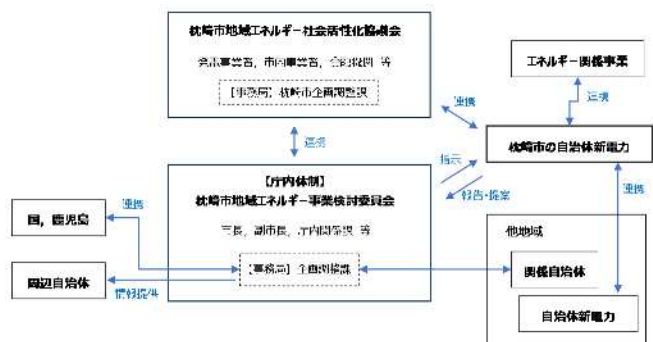 枕崎市地域エネルギー社会活性化協議会
発電事業者，市内事業者，金融機関 等
【事務局】枕崎市企画調整課
エネルギー関係事業
連携
連携
枕崎市の自治体新電力
連携
指示
【庁内体制】
枕崎市地域エネルギー事業検討委員会
報告・提案
連携
市長，副市長，庁内関係課 等
国，鹿児島
連携
他地域
【事務局】企画調整課
関係自治体
周辺自治体
情報提供
自治体新電力